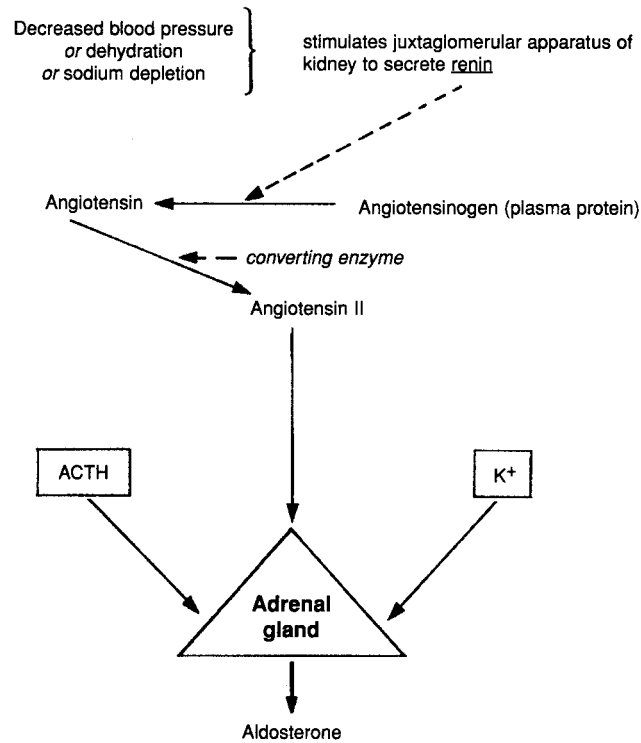 Decreased blood pressure
or dehydration
or sodium depletion
stimulates juxtaglomerular apparatus of
kidney to secrete renin
Angiotensin
Angiotensinogen (plasma protein)
converting enzyme
Angiotensin II
ACTH
K+
Adrenal
gland
Aldosterone